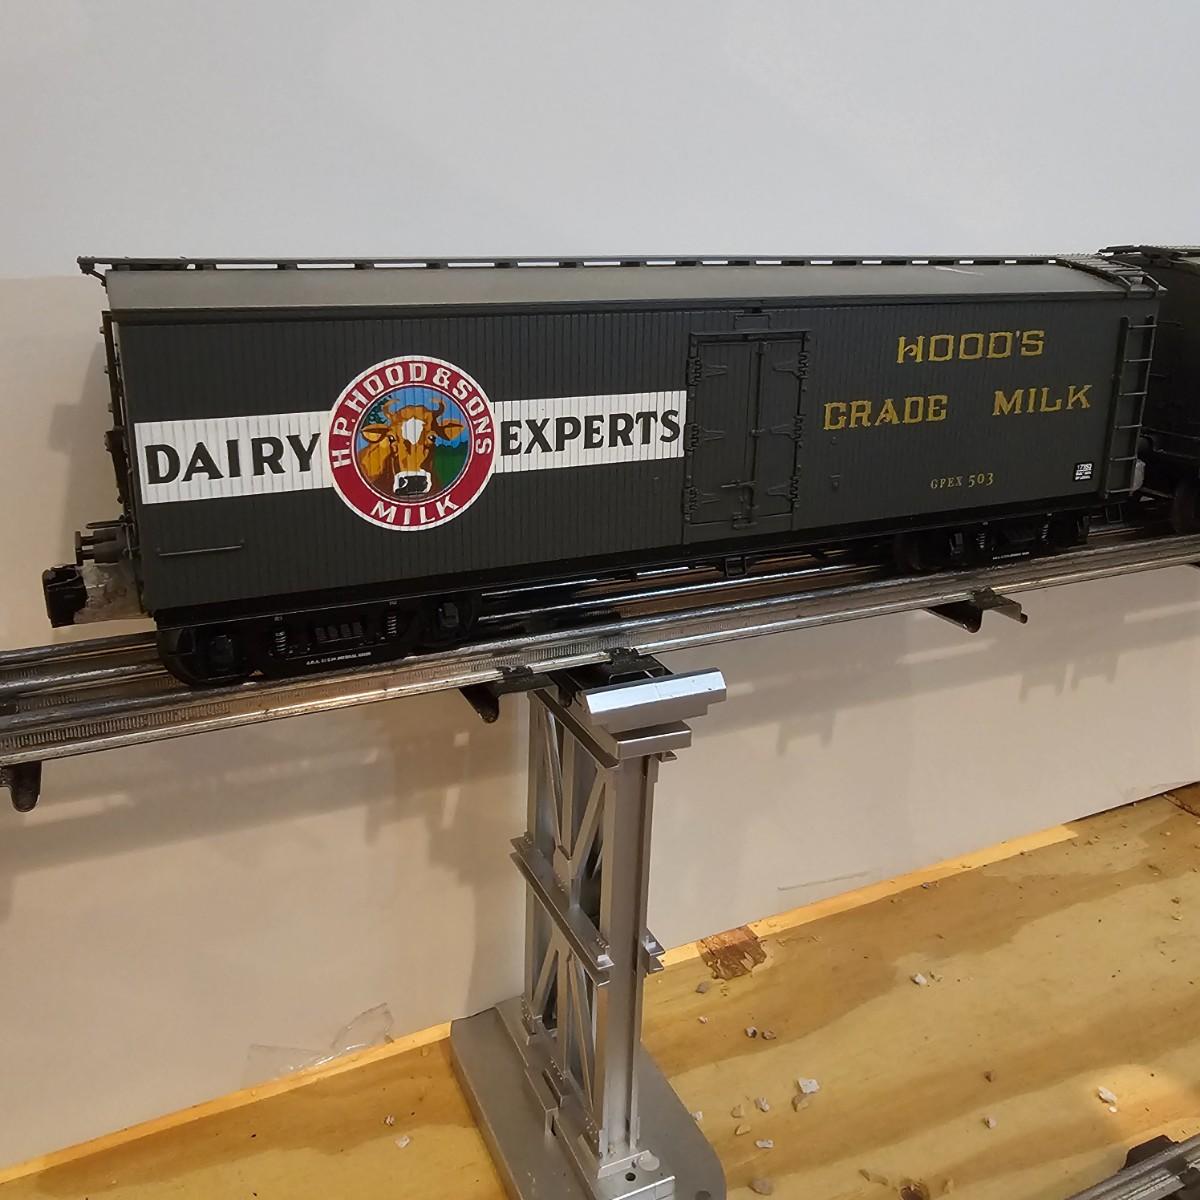 DAIRY
H.P. HOOD & SONS
MILK
EXPERTS
HOOD'S
GRADE MILK
GPEX 503